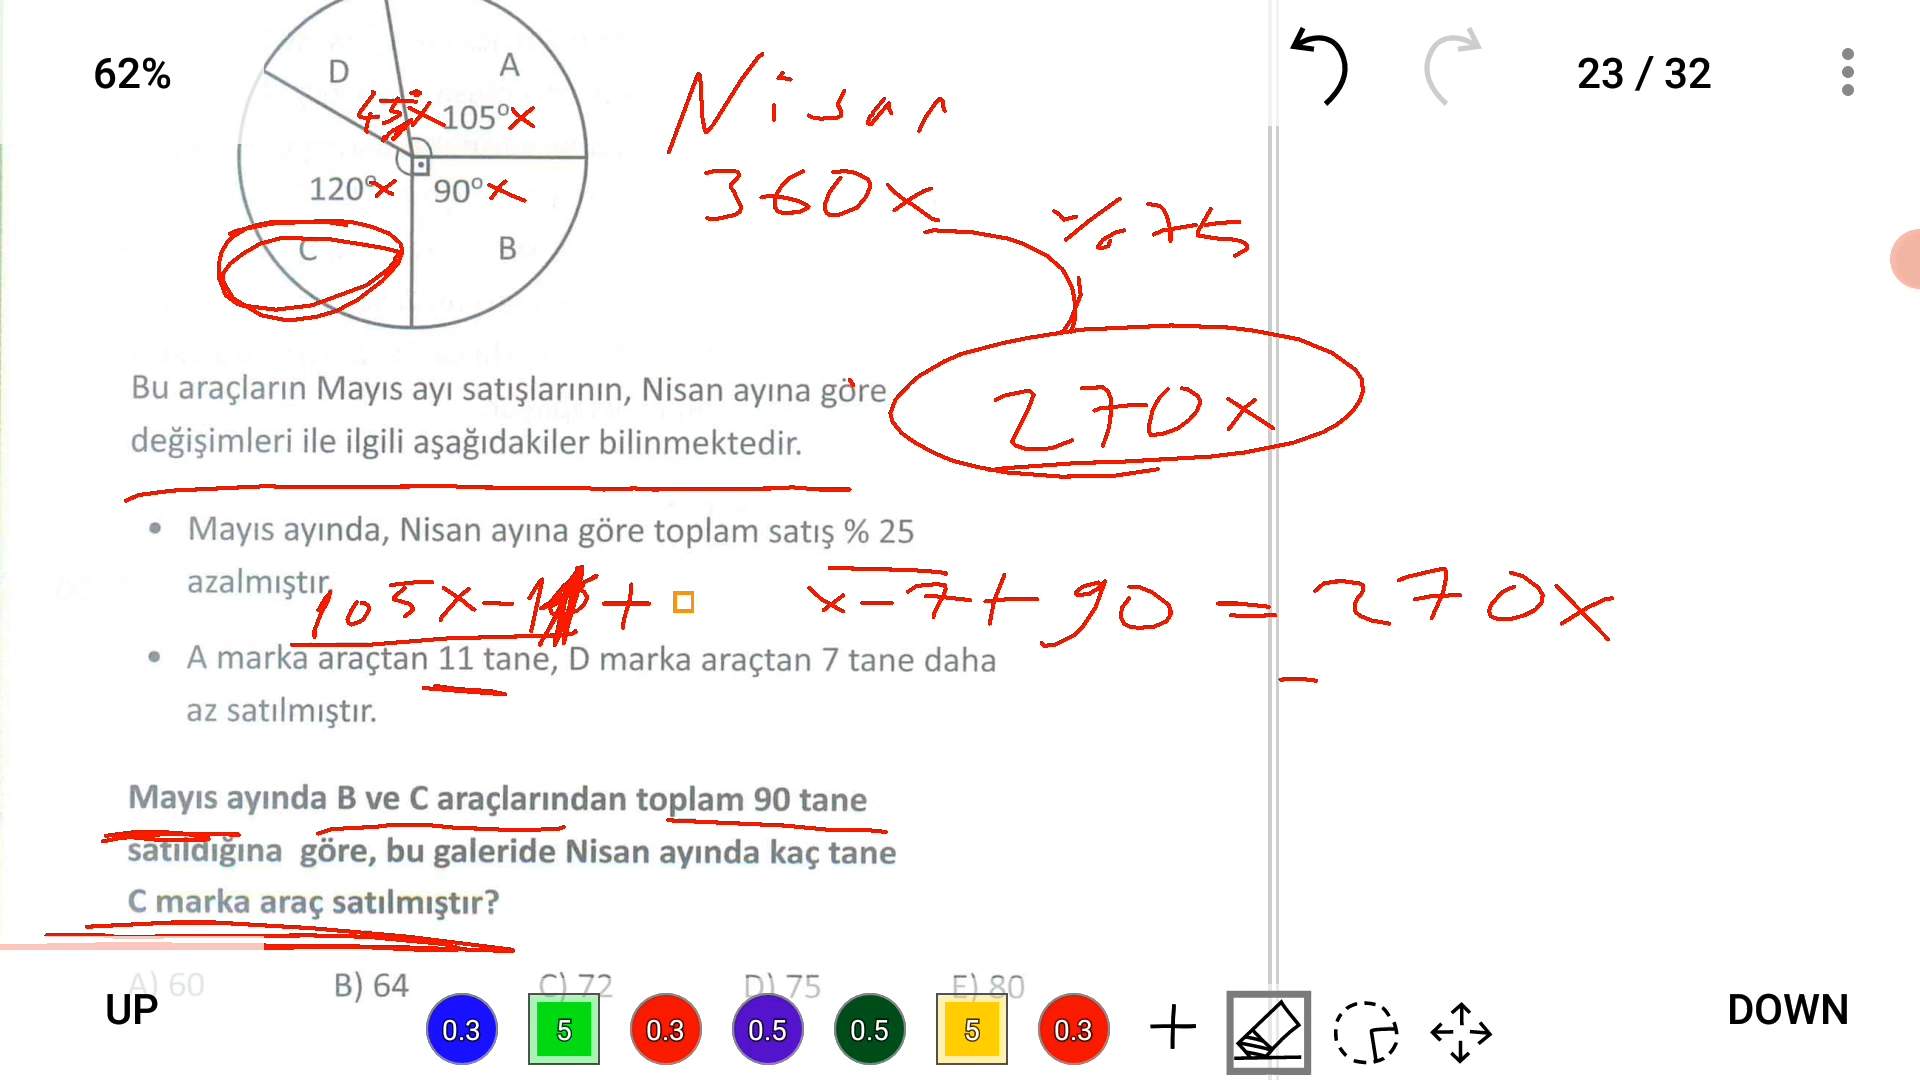 62%
23 / 32
D
A
45°x
105°x
120°x
90°x
C
B
Nisan
360x
% 75
270x
Bu araçların Mayıs ayı satışlarının, Nisan ayına göre
değişimleri ile ilgili aşağıdakiler bilinmektedir.
• Mayıs ayında, Nisan ayına göre toplam satış % 25
azalmıştır.
105x - 11 + x - 7 + 90 = 270x
• A marka araçtan 11 tane, D marka araçtan 7 tane daha
az satılmıştır.
Mayıs ayında B ve C araçlarından toplam 90 tane
satıldığına göre, bu galeride Nisan ayında kaç tane
C marka araç satılmıştır?
A) 60 B) 64 C) 72 D) 75 E) 80
UP
0.3 5 0.3 0.5 0.5 5 0.3
DOWN